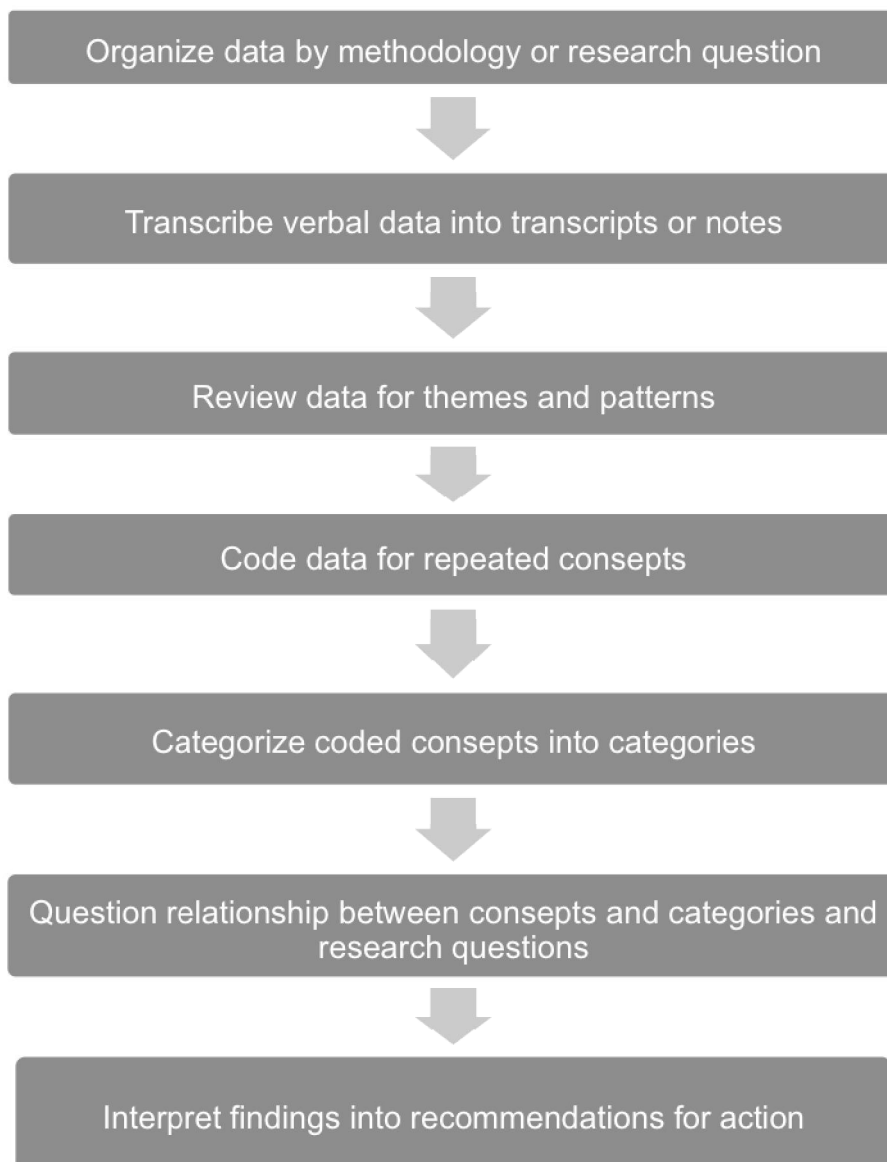 Organize data by methodology or research question
Transcribe verbal data into transcripts or notes
Review data for themes and patterns
Code data for repeated consepts
Categorize coded consepts into categories
Question relationship between consepts and categories and
research questions
Interpret findings into recommendations for action